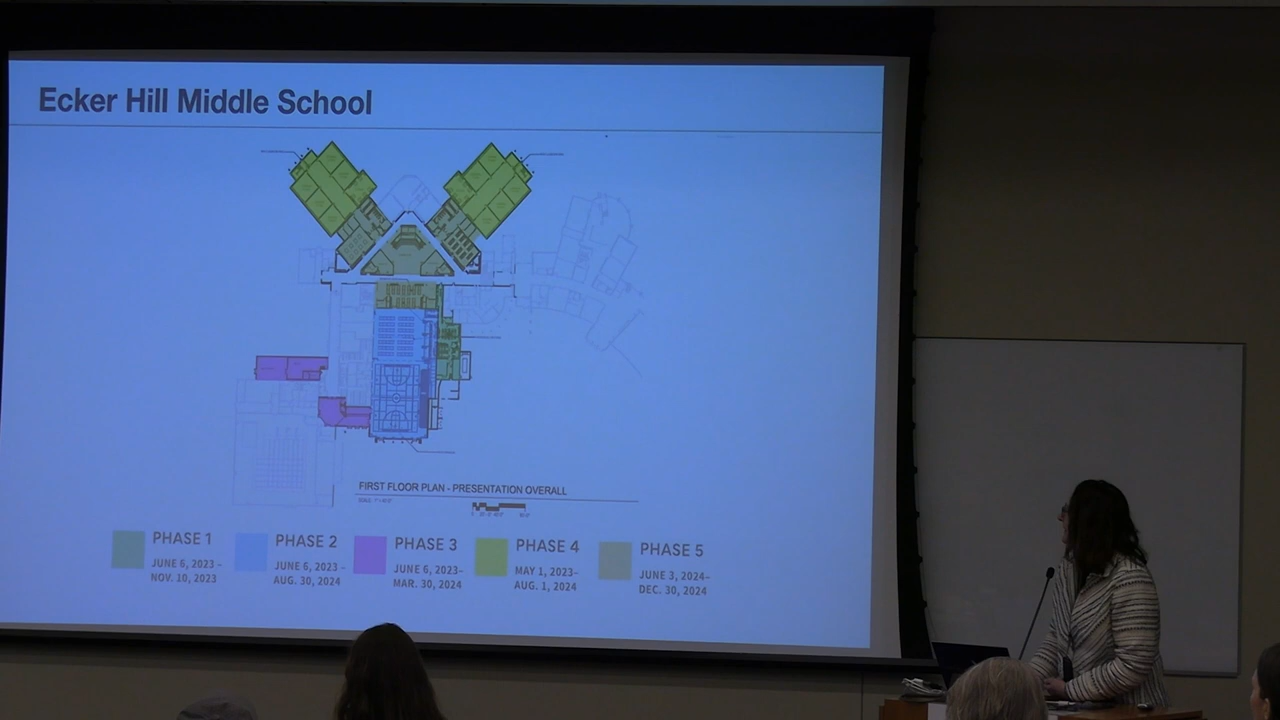 Ecker Hill Middle School
FIRST FLOOR PLAN - PRESENTATION OVERALL
PHASE 1
JUNE 6, 2023 –
NOV. 10, 2023
PHASE 2
JUNE 6, 2023 –
AUG. 30, 2024
PHASE 3
JUNE 6, 2023–
MAR. 30, 2024
PHASE 4
MAY 1, 2023–
AUG. 1, 2024
PHASE 5
JUNE 3, 2024–
DEC. 30, 2024